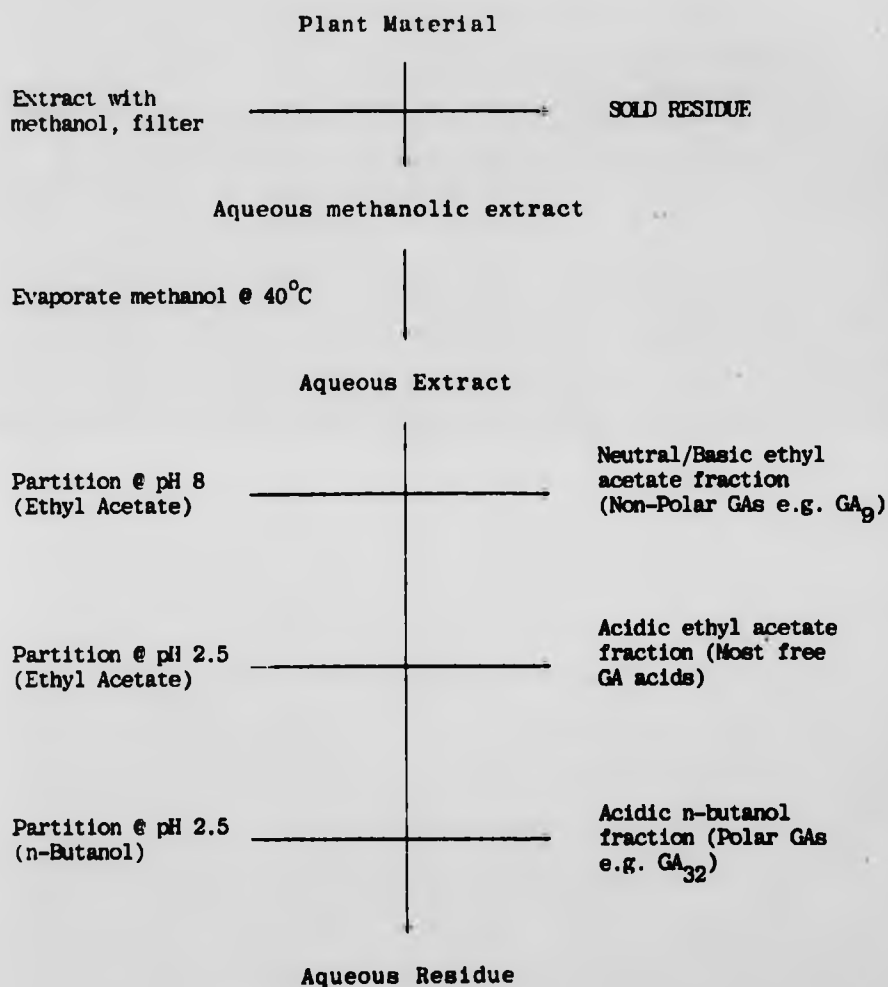 Plant Material
Extract with
methanol, filter
SOLD RESIDUE
Aqueous methanolic extract
Evaporate methanol @ 40°C
Aqueous Extract
Partition @ pH 8
(Ethyl Acetate)
Neutral/Basic ethyl
acetate fraction
(Non-Polar GAs e.g. GA9)
Partition @ pH 2.5
(Ethyl Acetate)
Acidic ethyl acetate
fraction (Most free
GA acids)
Partition @ pH 2.5
(n-Butanol)
Acidic n-butanol
fraction (Polar GAs
e.g. GA32)
Aqueous Residue